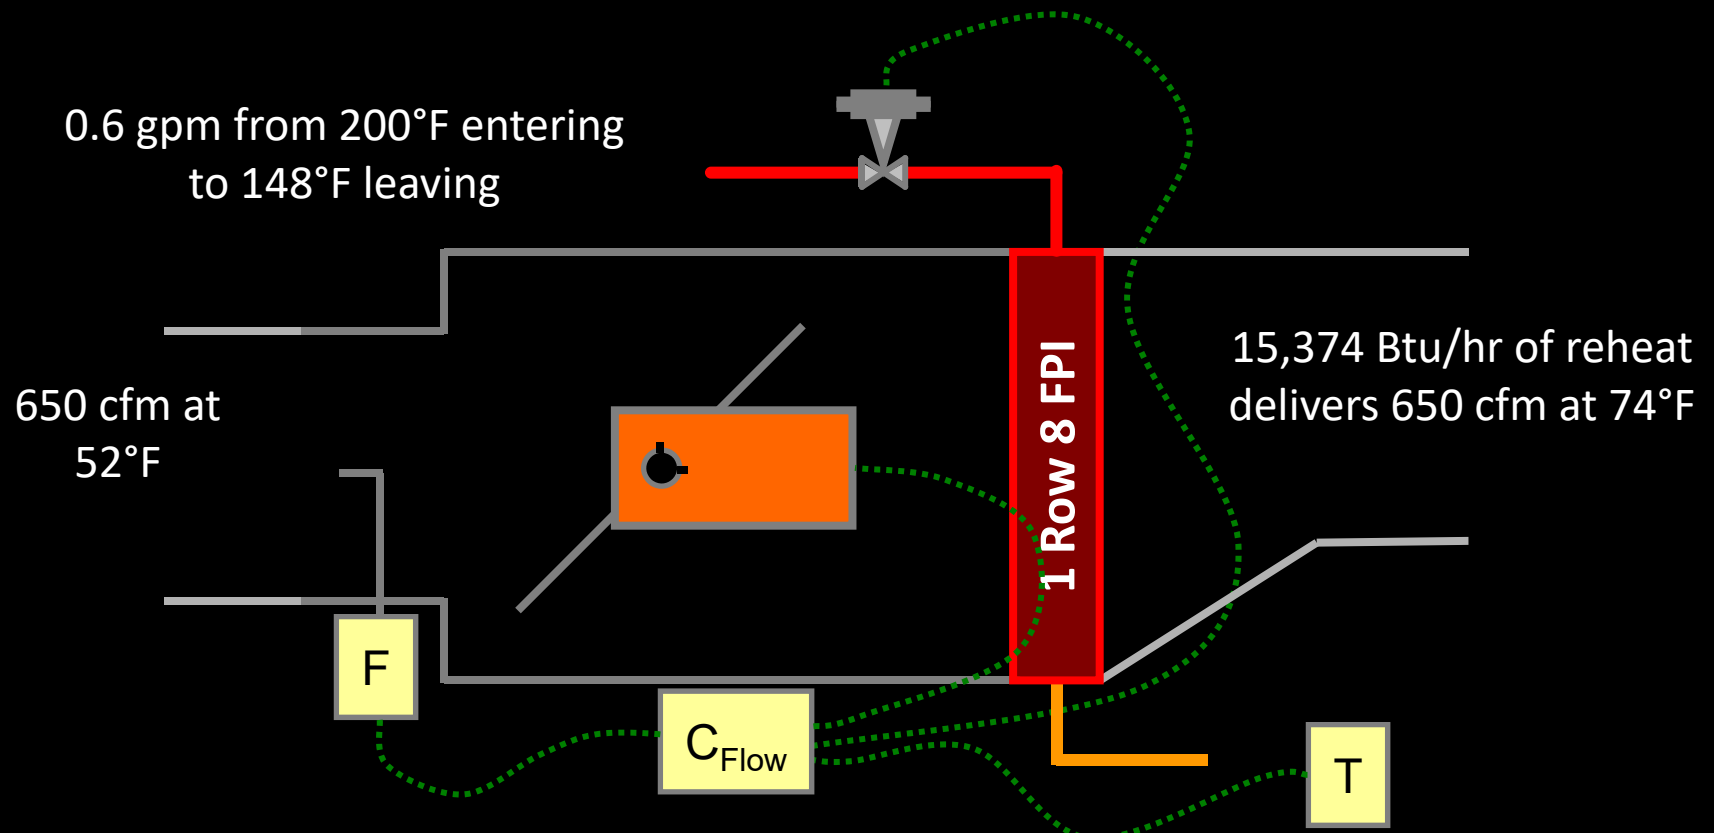 0.6 gpm from 200°F entering
to 148°F leaving
650 cfm at
52°F
1 Row 8 FPI
15,374 Btu/hr of reheat
delivers 650 cfm at 74°F
F
CFlow
T